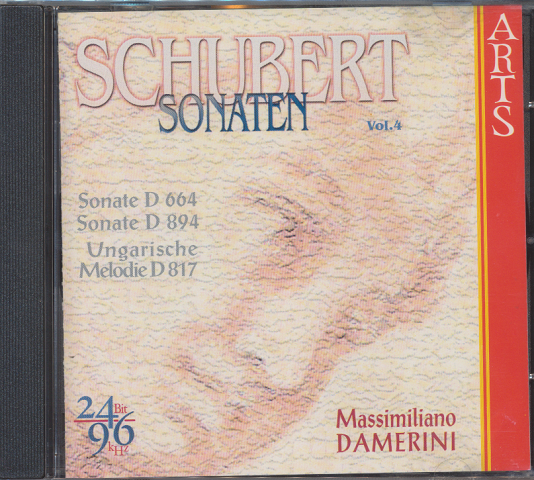 SCHUBERT
SONATEN
Vol.4
ARTS
Sonate D 664
Sonate D 894
Ungarische
Melodie D 817
24 Bit
96 kHz
Massimiliano
DAMERINI